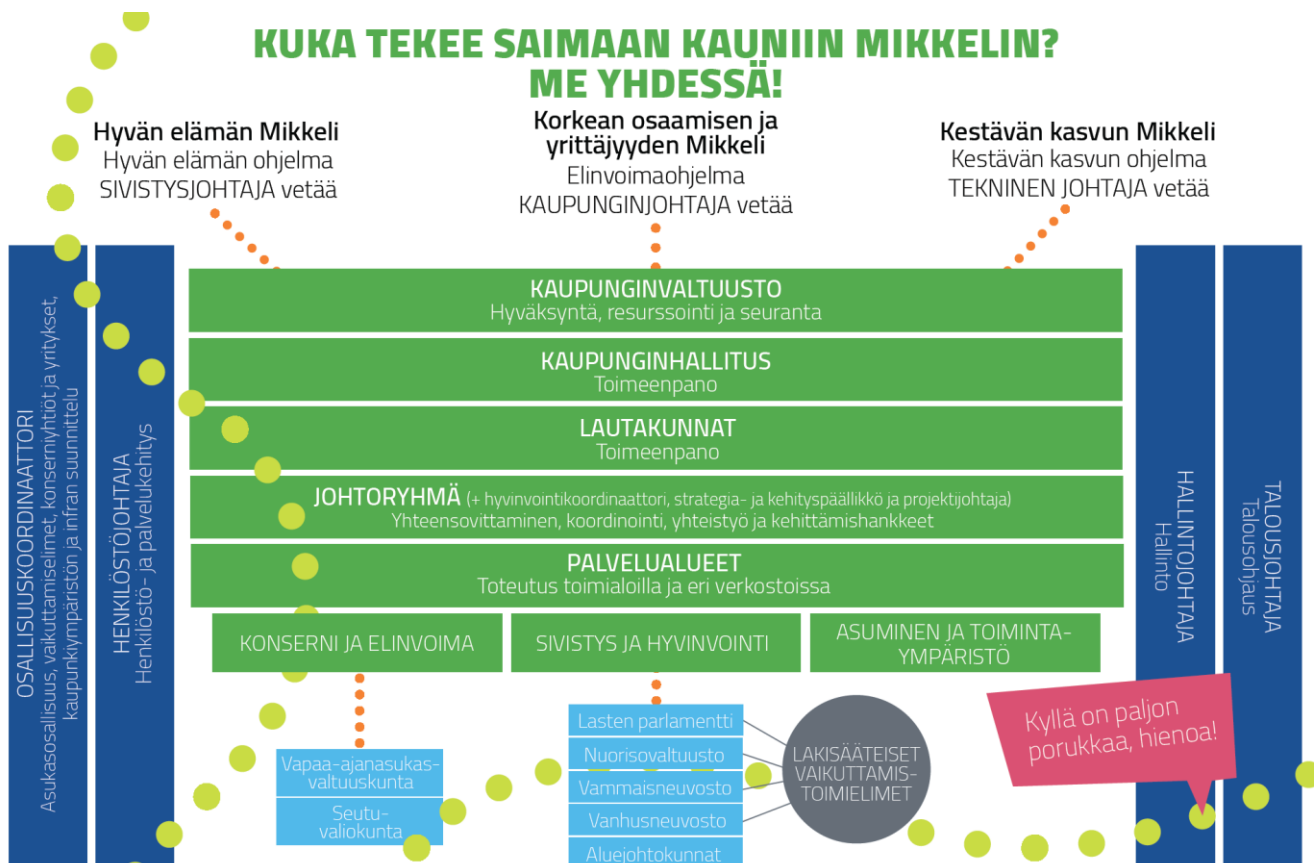 KUKA TEKEE SAIMAAN KAUNIIN MIKKELIN?
ME YHDESSÄ!
Hyvän elämän Mikkeli
Hyvän elämän ohjelma
SIVISTYSJOHTAJA vetää
Korkean osaamisen ja
yrittäjyyden Mikkeli
Elinvoimaohjelma
KAUPUNGINJOHTAJA vetää
Kestävän kasvun Mikkeli
Kestävän kasvun ohjelma
TEKNINEN JOHTAJA vetää
OSALLISUUSKOORDINAATTORI
Asukasosallisuus, vaikuttamiselimet, konserniyhtiöt ja yritykset,
kaupunkiympäristön ja infran suunnittelu
HENKILÖSTÖJOHTAJA
Henkilöstö- ja palvelukehitys
KAUPUNGINVALTUUSTO
Hyväksyntä, resurssointi ja seuranta
KAUPUNGINHALLITUS
Toimeenpano
LAUTAKUNNAT
Toimeenpano
JOHTORYHMÄ (+ hyvinvointikoordinaattori, strategia- ja kehityspäällikkö ja projektijohtaja)
Yhteensovittaminen, koordinointi, yhteistyö ja kehittämishankkeet
PALVELUALUEET
Toteutus toimialoilla ja eri verkostoissa
KONSERNI JA ELINVOIMA
SIVISTYS JA HYVINVOINTI
ASUMINEN JA TOIMINTA-
YMPÄRISTÖ
Vapaa-ajanasukas-
valtuuskunta
Seutu-
valiokunta
Lasten parlamentti
Nuorisovaltuusto
Vammaisneuvosto
Vanhusneuvosto
Aluejohtokunnat
LAKISÄÄTEISET
VAIKUTTAMIS-
TOIMIELIMET
HALLINTOJOHTAJA
Hallinto
TALOUSJOHTAJA
Talousohjaus
Kyllä on paljon
porukkaa, hienoa!